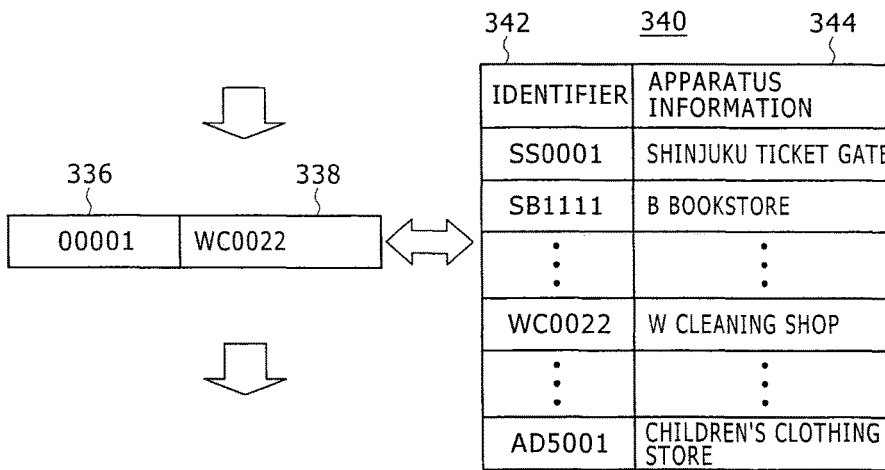 342
340
344
IDENTIFIER
APPARATUS
INFORMATION
SS0001
SHINJUKU TICKET GATE
336
338
SB1111
B BOOKSTORE
00001
WC0022
WC0022
W CLEANING SHOP
AD5001
CHILDREN'S CLOTHING
STORE